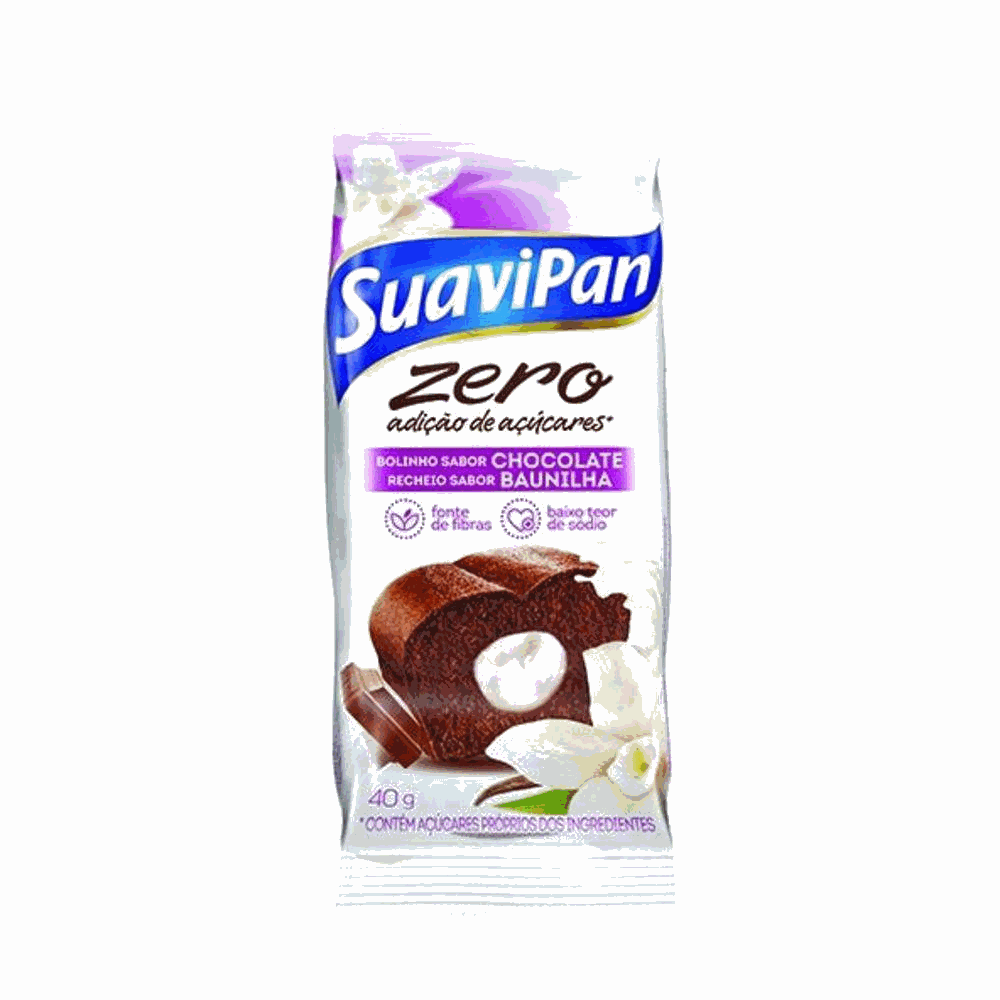 SuaviPan
zero
adição de açúcares*
BOLINHO SABOR CHOCOLATE
RECHEIO SABOR BAUNILHA
fonte
de fibras
baixo teor
de sódio
40 g
*CONTÉM AÇÚCARES PRÓPRIOS DOS INGREDIENTES